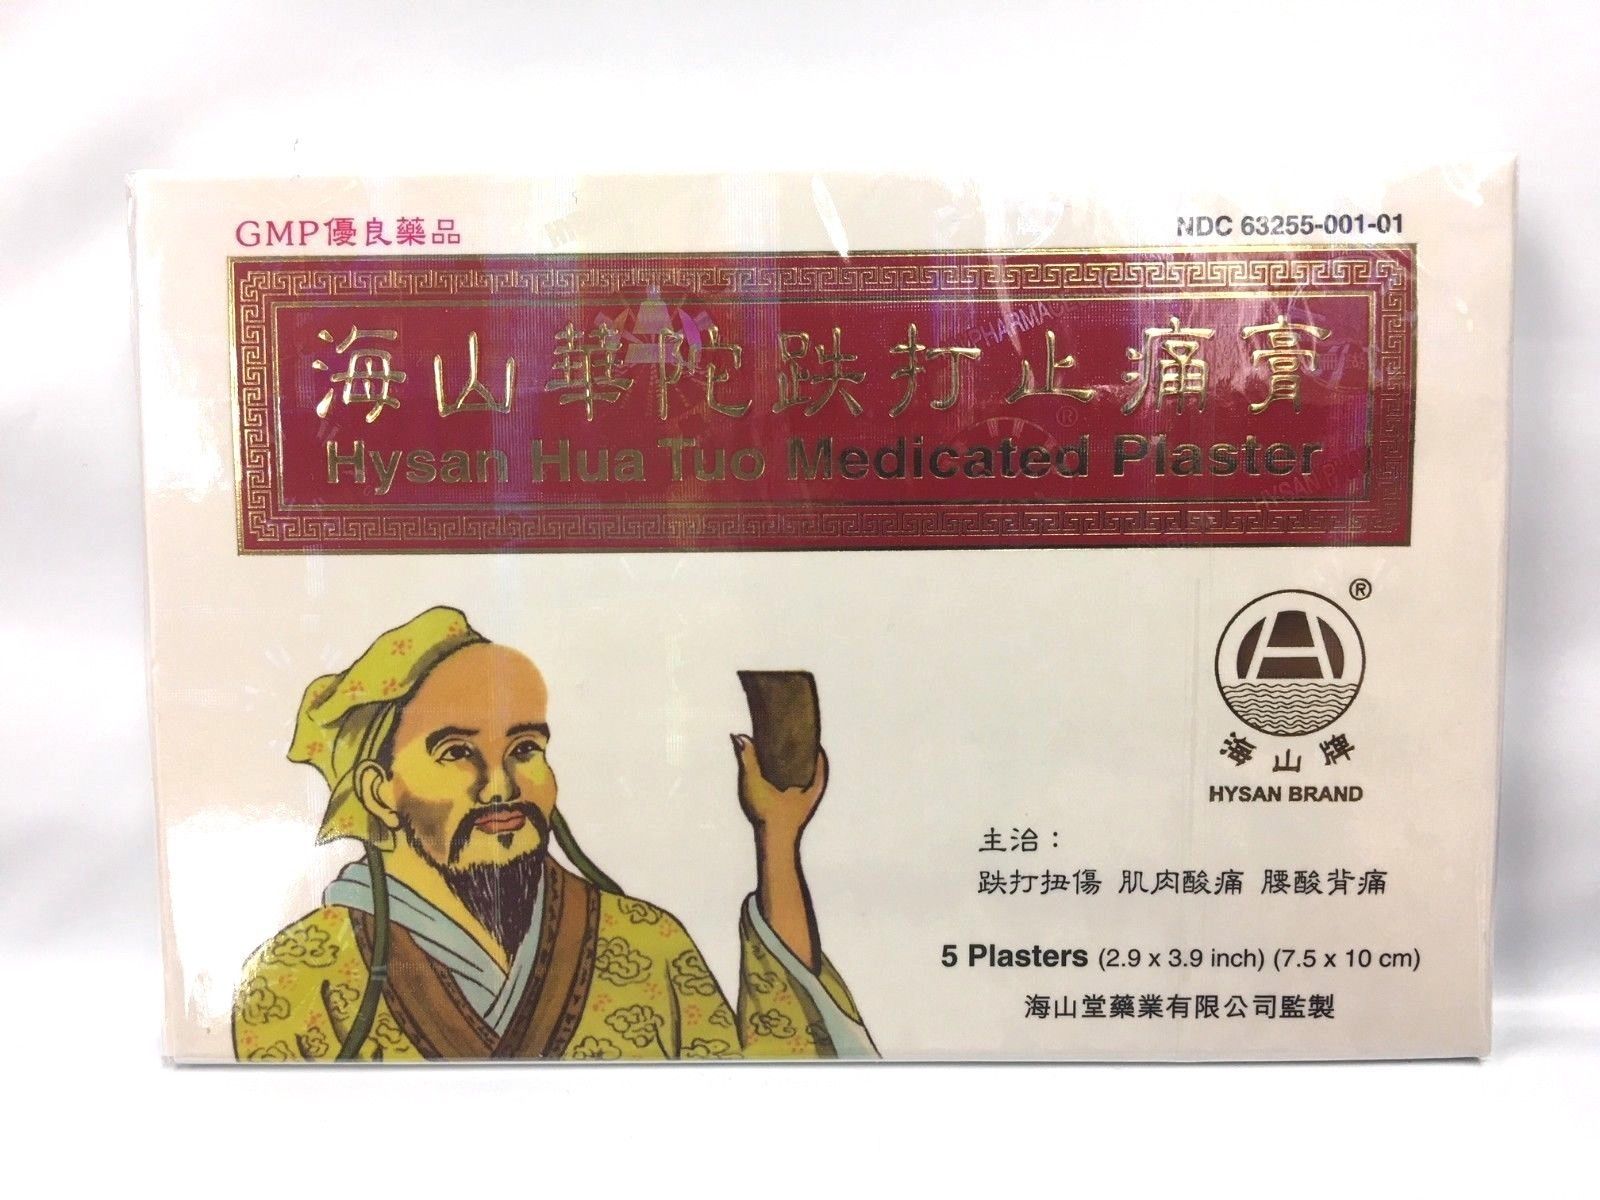 GMP優良藥品
NDC 63255-001-01
海山華陀跌打止痛膏
Hysan Hua Tuo Medicated Plaster
®
海山牌
HYSAN BRAND
主治：
跌打扭傷 肌肉酸痛 腰酸背痛
5 Plasters (2.9 x 3.9 inch) (7.5 x 10 cm)
海山堂藥業有限公司監製